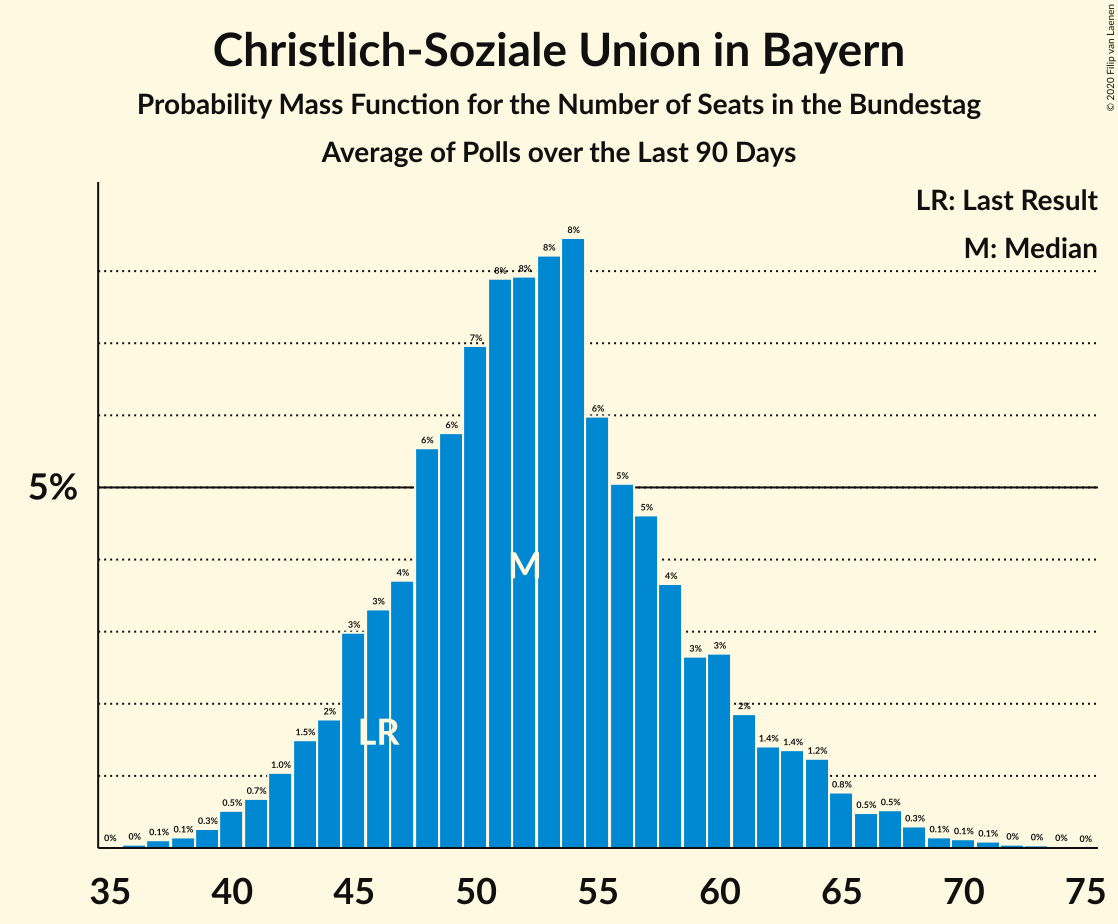 Christlich-Soziale Union in Bayern
Probability Mass Function for the Number of Seats in the Bundestag
Average of Polls over the Last 90 Days
© 2020 Filip van Laenen
LR: Last Result
M: Median
5%
0% 0% 0.1% 0.1% 0.3% 0.5% 0.7% 1.0% 1.5% 2% 3% 3% 4% 6% 6% 7% 8% 8% 8% 8% 6% 5% 5% 4% 3% 3% 2% 1.4% 1.4% 1.2% 0.8% 0.5% 0.5% 0.3% 0.1% 0.1% 0.1% 0% 0% 0% 0%
M
LR
35 40 45 50 55 60 65 70 75